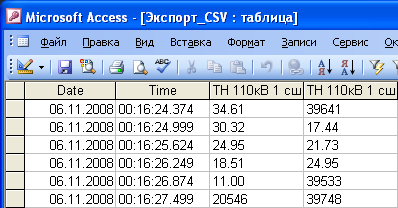 Microsoft Access - [Экспорт_CSV : таблица]
Файл Правка Вид Вставка Формат Записи Сервис
Date Time ТН 110кВ 1 сш ТН 110кВ 1 сш
06.11.2008 00:16:24.374 34.61 39641
06.11.2008 00:16:24.999 30.32 17.44
06.11.2008 00:16:25.624 24.95 21.73
06.11.2008 00:16:26.249 18.51 24.95
06.11.2008 00:16:26.874 11.00 39533
06.11.2008 00:16:27.499 20546 39748